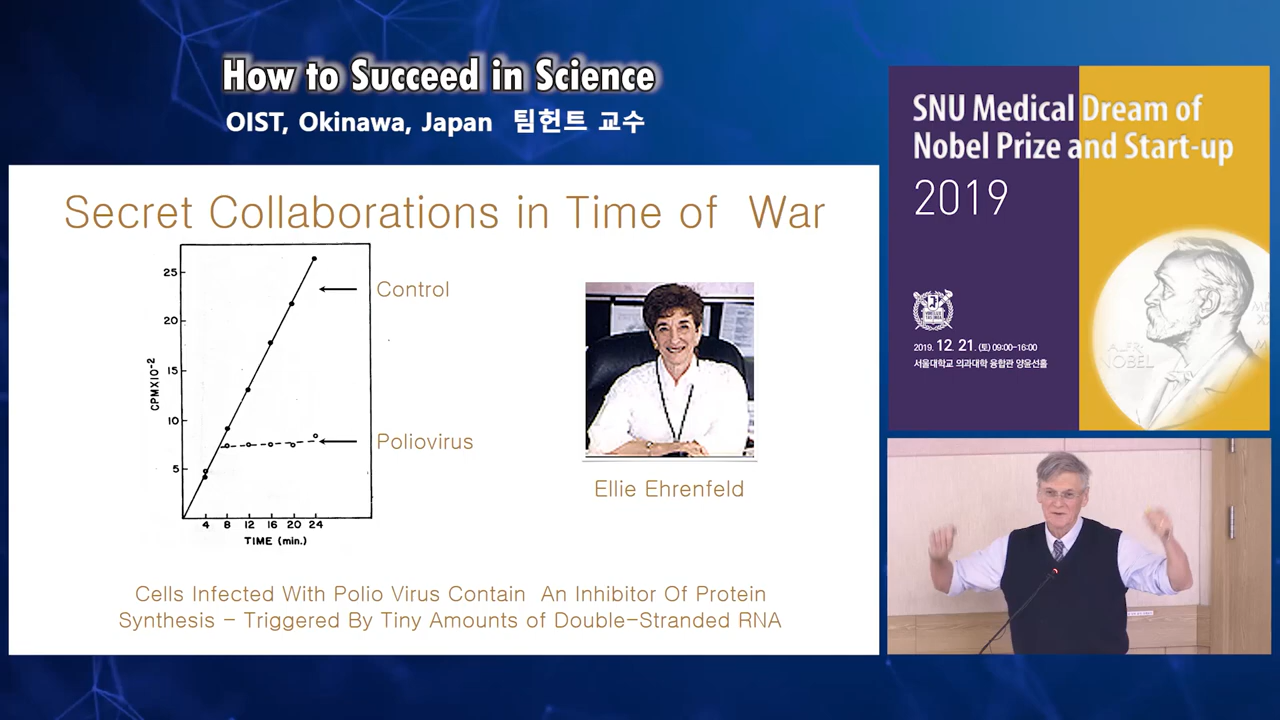 How to Succeed in Science
OIST, Okinawa, Japan 팀헌트 교수
Secret Collaborations in Time of War
25
20
15
10
5
CPMX10-2
4 8 12 16 20 24
TIME (min.)
Control
Poliovirus
Ellie Ehrenfeld
Cells Infected With Polio Virus Contain An Inhibitor Of Protein
Synthesis - Triggered By Tiny Amounts of Double-Stranded RNA
SNU Medical Dream of
Nobel Prize and Start-up
2019
2019. 12. 21. (토) 09:00~16:00
서울대학교 의과대학 융합관 양윤선홀
ALFR.
NOBEL